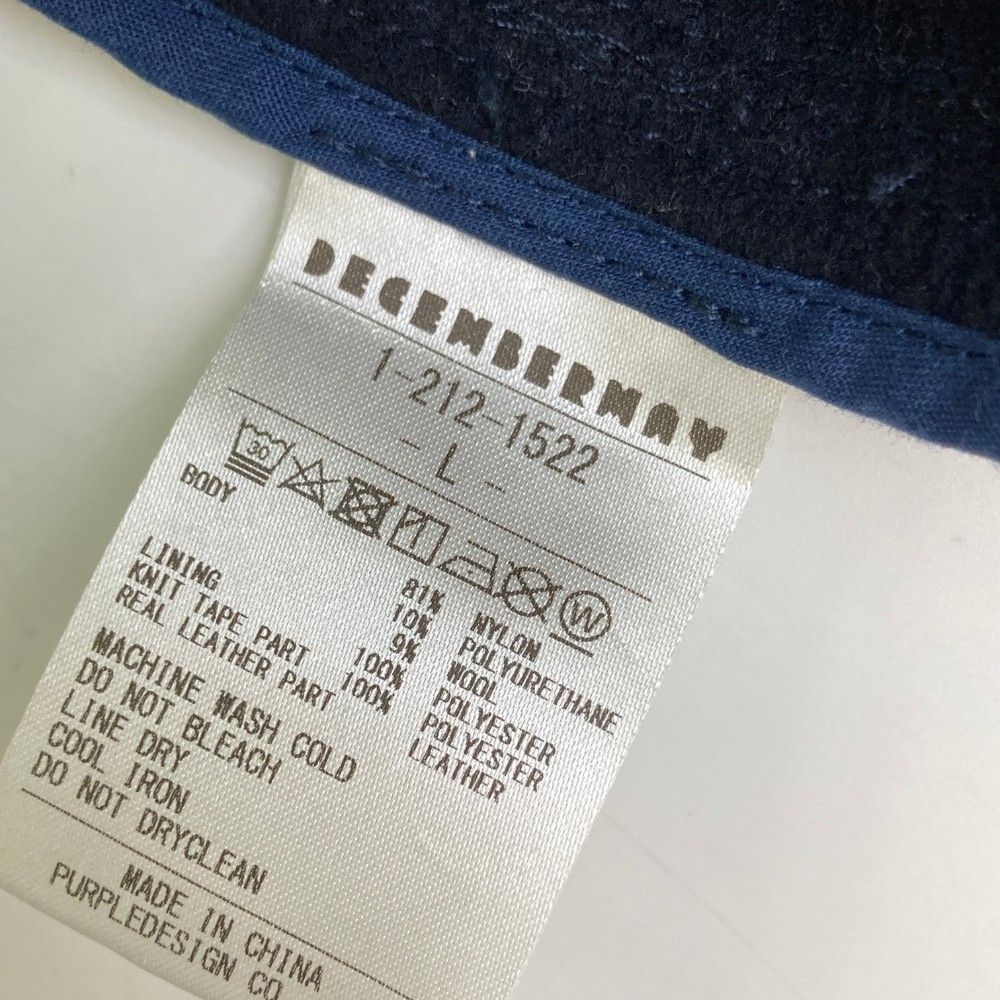 DECEMBERMAY
1-212-1522
- L -
30 W
BODY 81% NYLON
10% POLYURETHANE
9% WOOL
LINING 100% POLYESTER
KNIT TAPE PART 100% POLYESTER
REAL LEATHER PART LEATHER
MACHINE WASH COLD
DO NOT BLEACH
LINE DRY
COOL IRON
DO NOT DRYCLEAN
MADE IN CHINA
PURPLEDESIGN CO